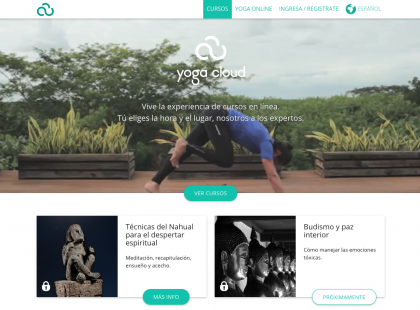 CURSOS YOGA ONLINE INGRESA / REGISTRATE ESPAÑOL
yoga cloud
Vive la experiencia de cursos en línea.
Tú eliges la hora y el lugar, nosotros a los expertos.
VER CURSOS
Técnicas del Nahual
para el despertar
espiritual
Meditación, recapitulación,
ensueño y acecho.
MÁS INFO
Budismo y paz
interior
Cómo manejar las emociones
tóxicas.
PRÓXIMAMENTE